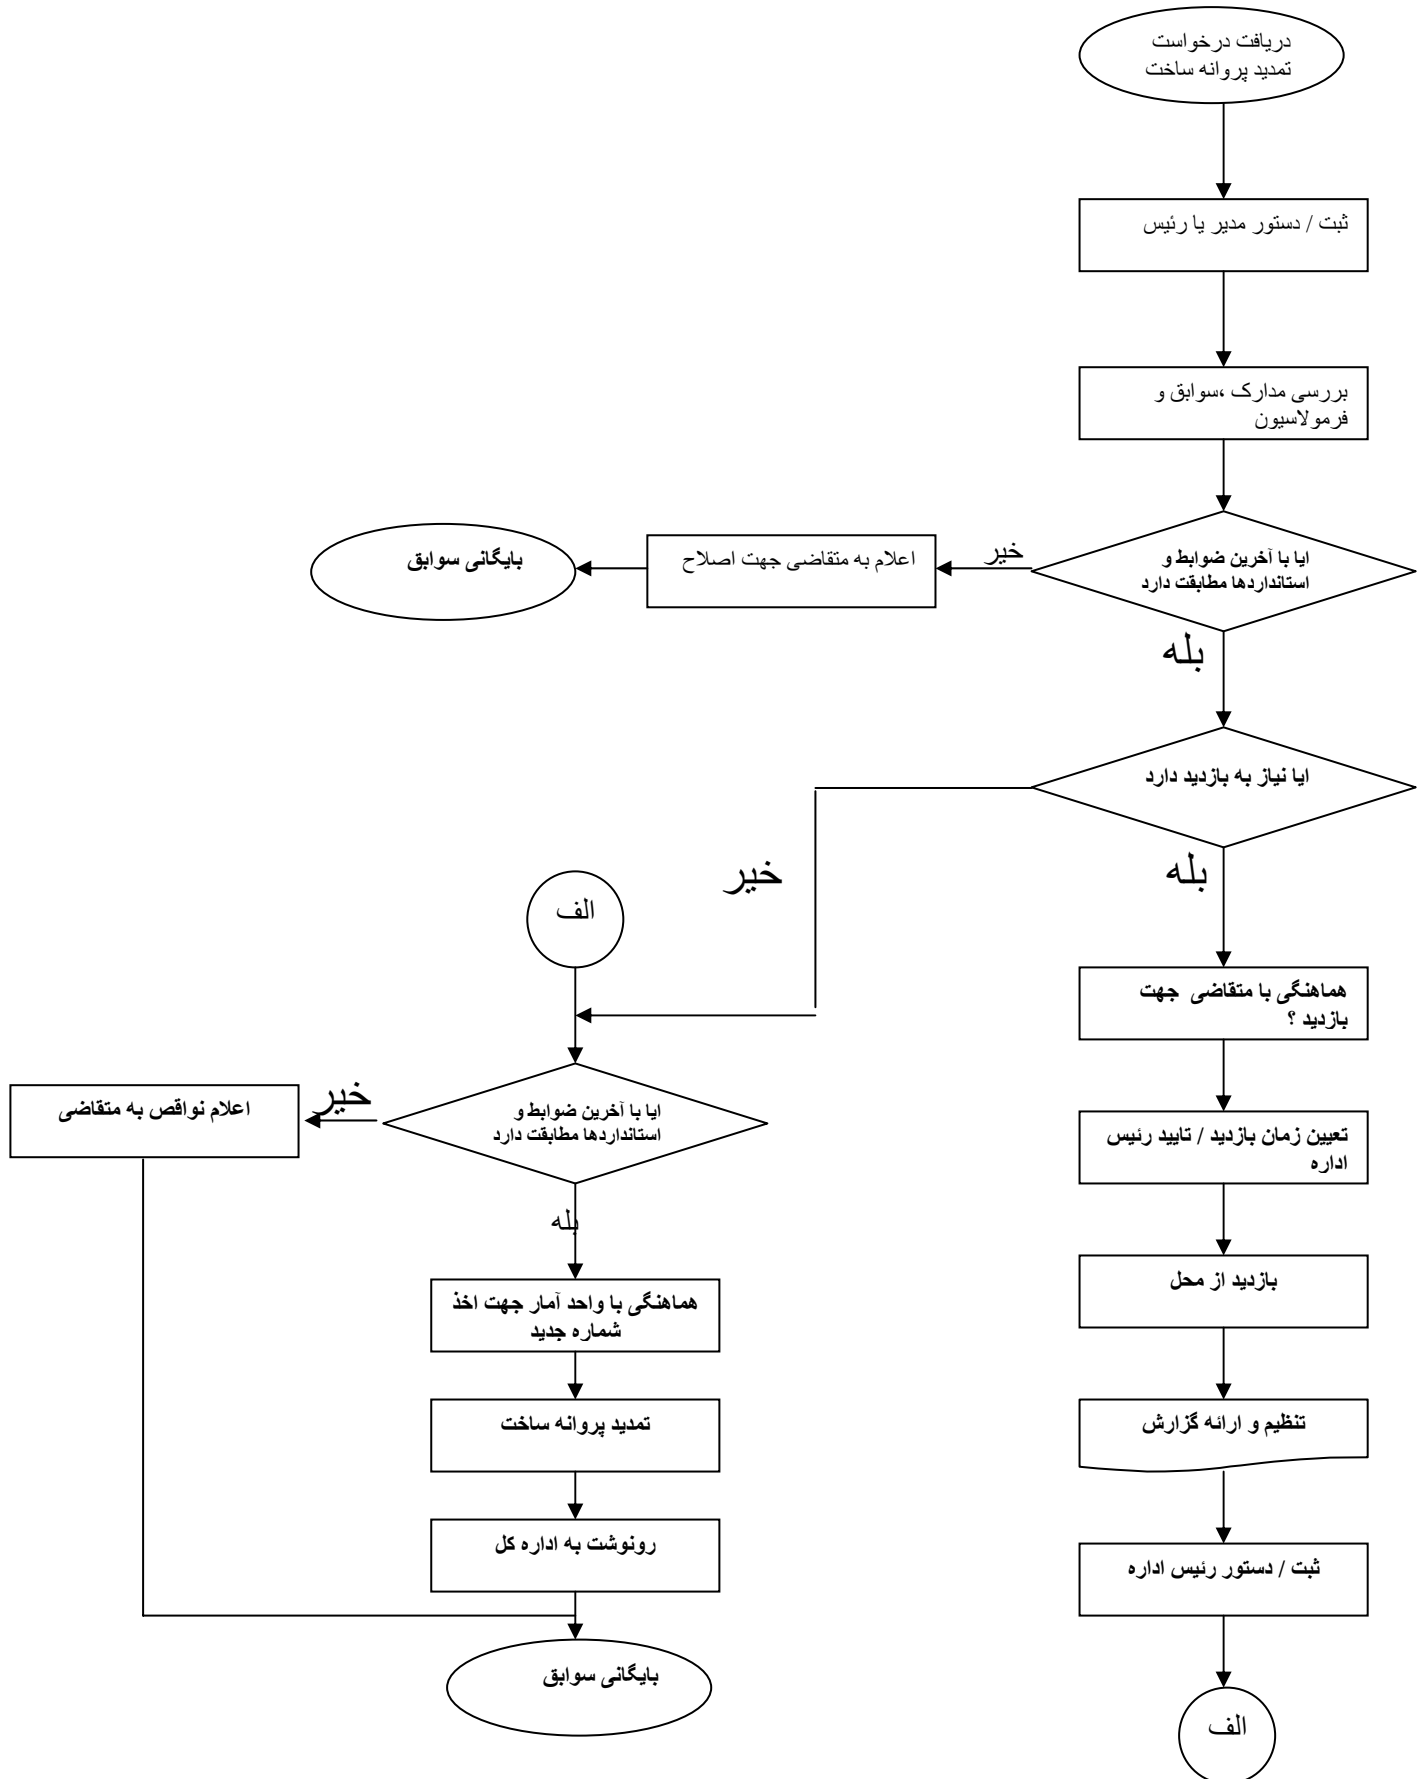 دریافت درخواست
تمدید پروانه ساخت
ثبت / دستور مدیر یا رئیس
بررسی مدارک ،سوابق و
فرمولاسیون
ایا با آخرین ضوابط و
استانداردها مطابقت دارد
خیر
اعلام به متقاضی جهت اصلاح
بایگانی سوابق
بله
ایا نیاز به بازدید دارد
خیر
بله
هماهنگی با متقاضی جهت
بازدید ؟
تعیین زمان بازدید / تایید رئیس
اداره
بازدید از محل
تنظیم و ارائه گزارش
ثبت / دستور رئیس اداره
الف
الف
ایا با آخرین ضوابط و
استانداردها مطابقت دارد
خیر
اعلام نواقص به متقاضی
بله
هماهنگی با واحد آمار جهت اخذ
شماره جدید
تمدید پروانه ساخت
رونوشت به اداره کل
بایگانی سوابق